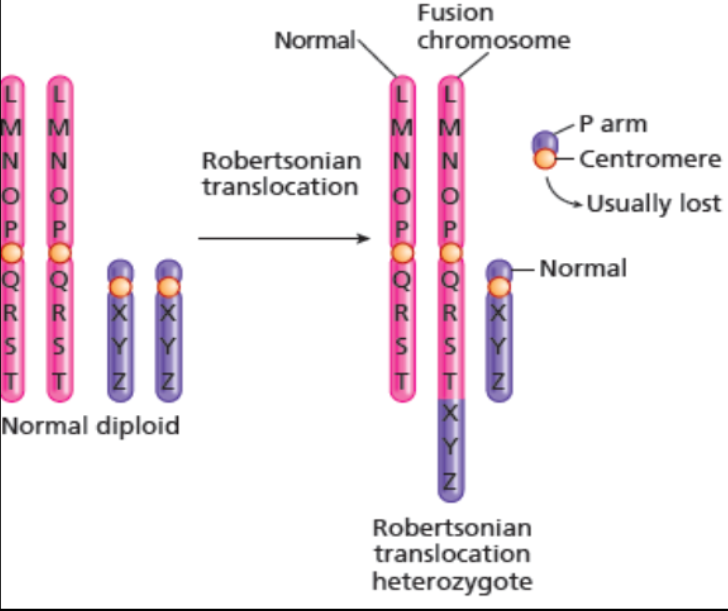 Fusion
chromosome
Normal
L L L L
M M M M
N N N N
O O O O
P P P P
Q Q Q Q
R X X R R X
S Y Y S S Y
T Z Z T T Z
X
Y
Z
Robertsonian
translocation
P arm
Centromere
Usually lost
Normal
Normal diploid
Robertsonian
translocation
heterozygote